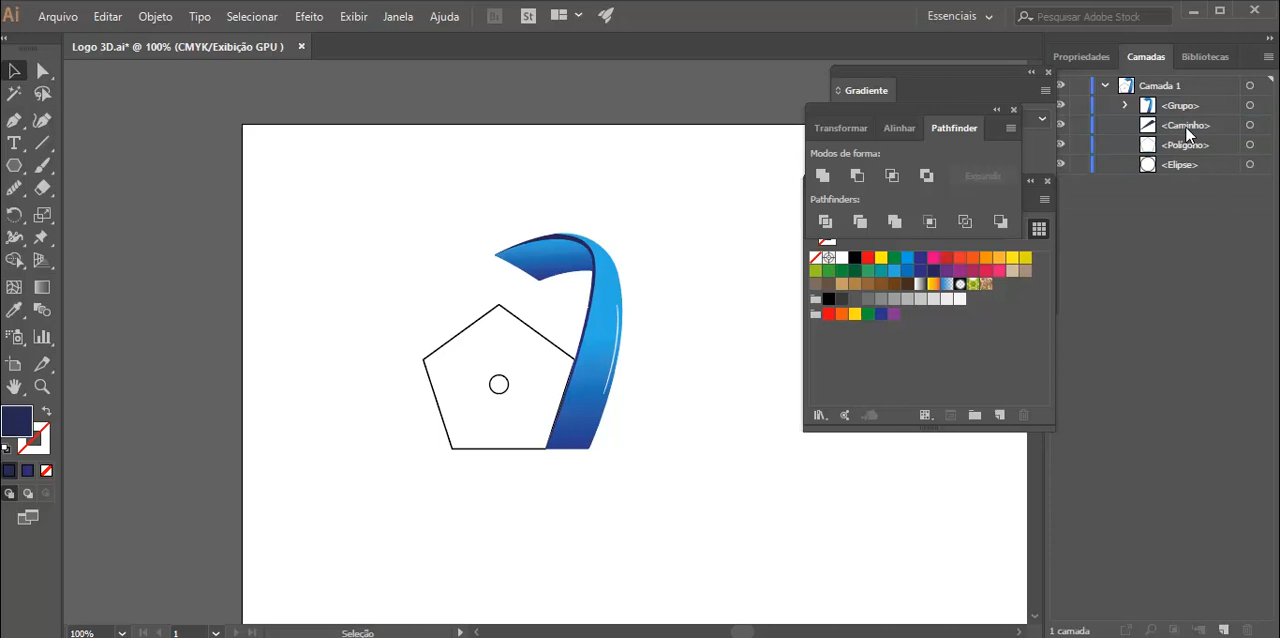 Ai Arquivo Editar Objeto Tipo Selecionar Efeito Exibir Janela Ajuda Br St Essenciais Pesquisar Adobe Stock
Logo 3D.ai* @ 100% (CMYK/Exibição GPU ) ×
Propriedades Camadas Bibliotecas
Gradiente
Camada 1
<Grupo>
<Caminho>
<Polígono>
<Elipse>
Transformar Alinhar Pathfinder
Modos de forma:
Expandir
Pathfinders:
100% 1 Seleção
1 camada